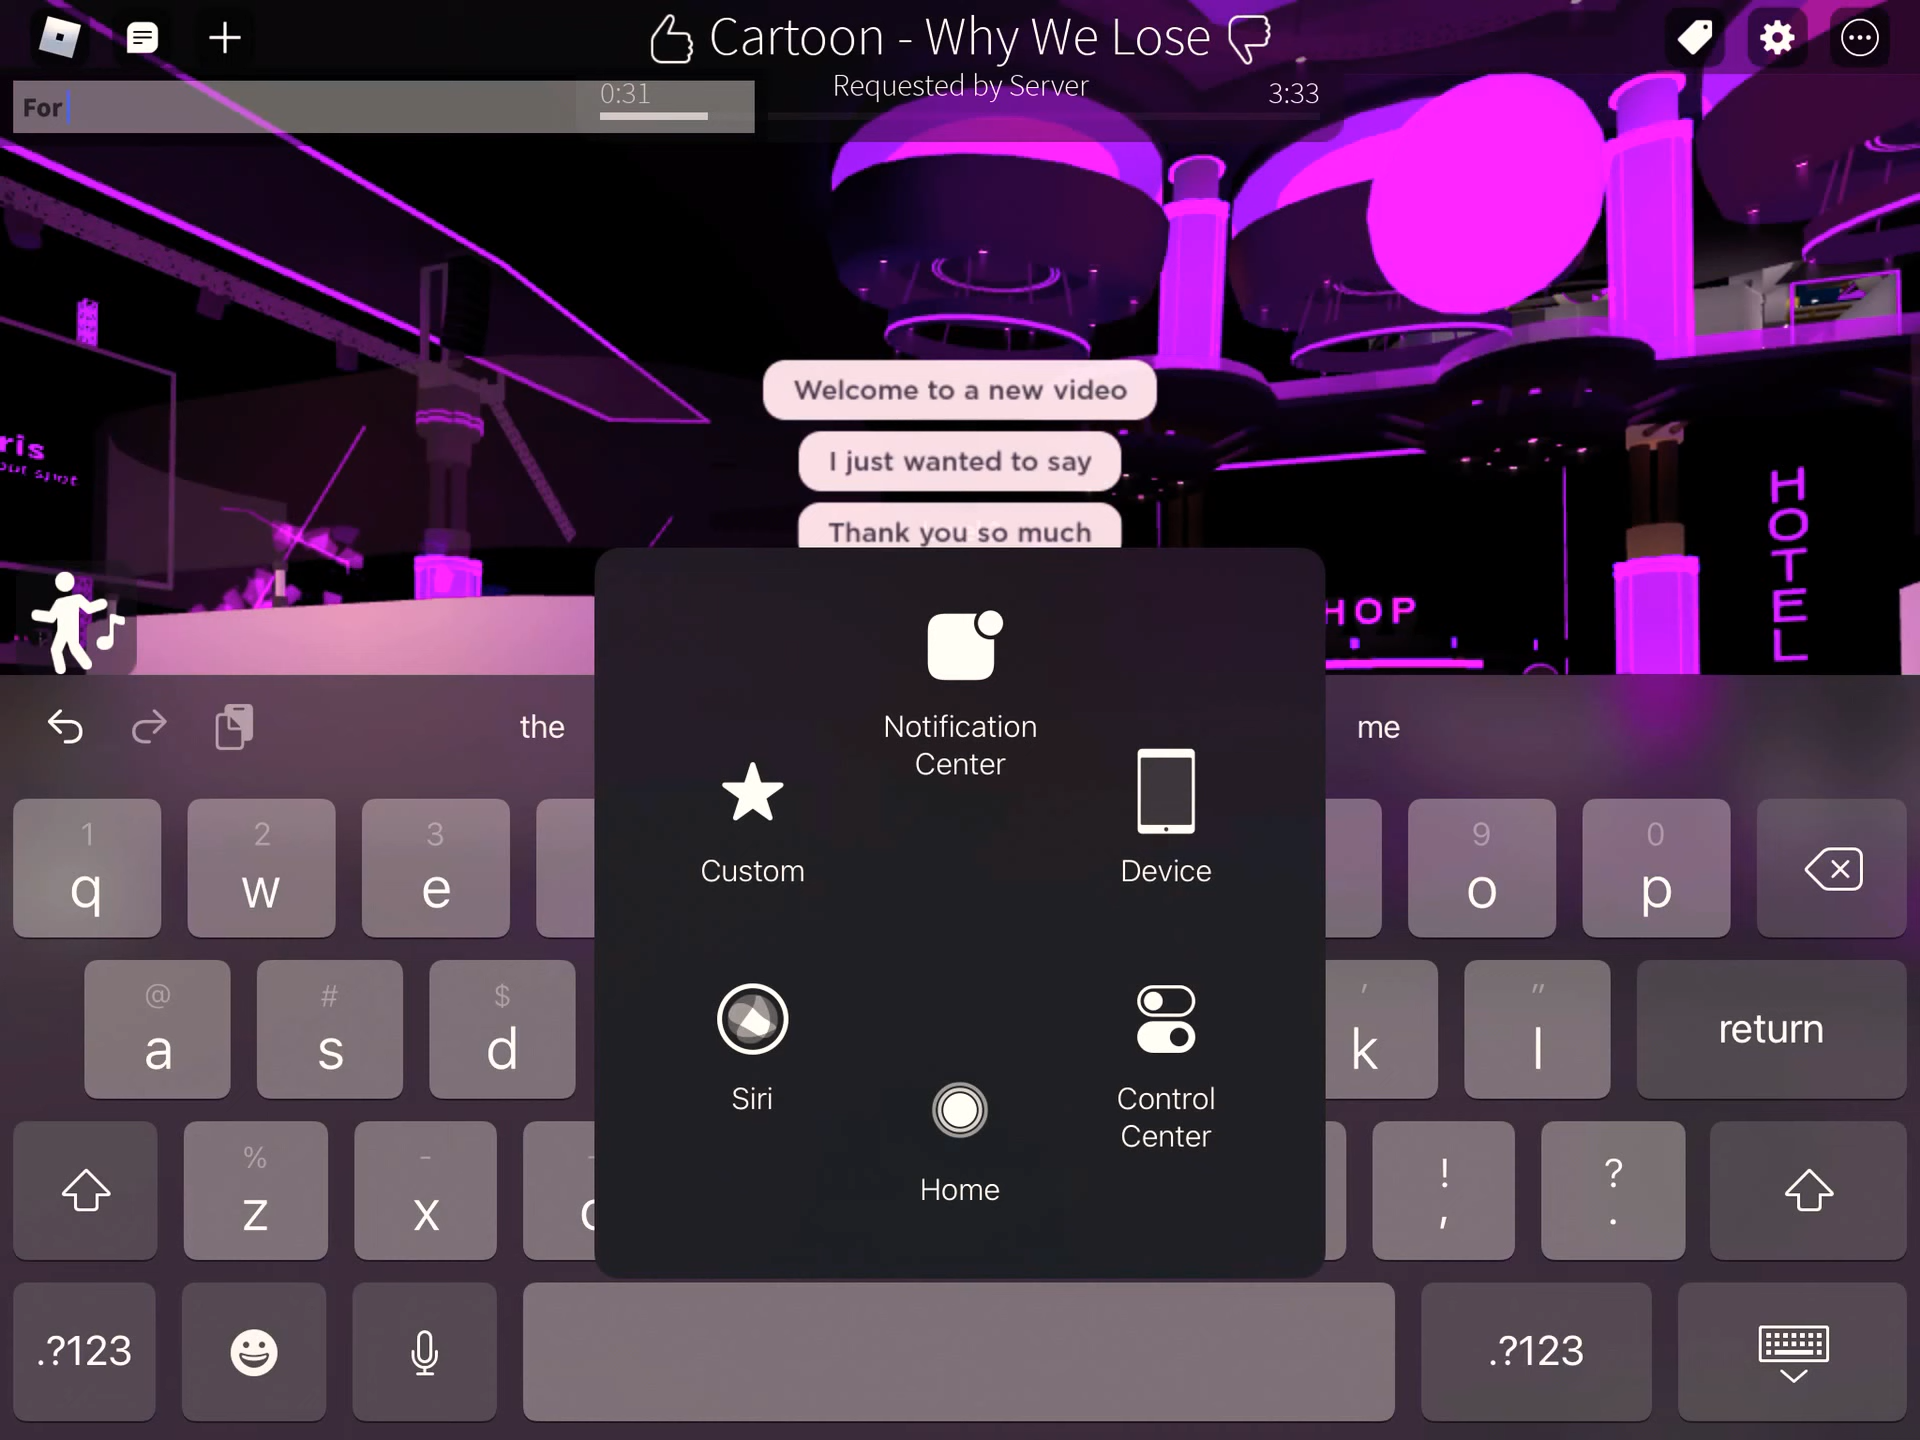 Cartoon - Why We Lose
Requested by Server
0:31
3:33
For
Welcome to a new video
I just wanted to say
Thank you so much
ris
HOP
HOTEL
the
me
Notification
Center
Custom
Device
Siri
Control
Center
Home
1
2
3
9
0
q
w
e
o
p
@
#
$
'
"
a
s
d
k
l
return
%
-
!
?
z
x
,
.
.?123
.?123